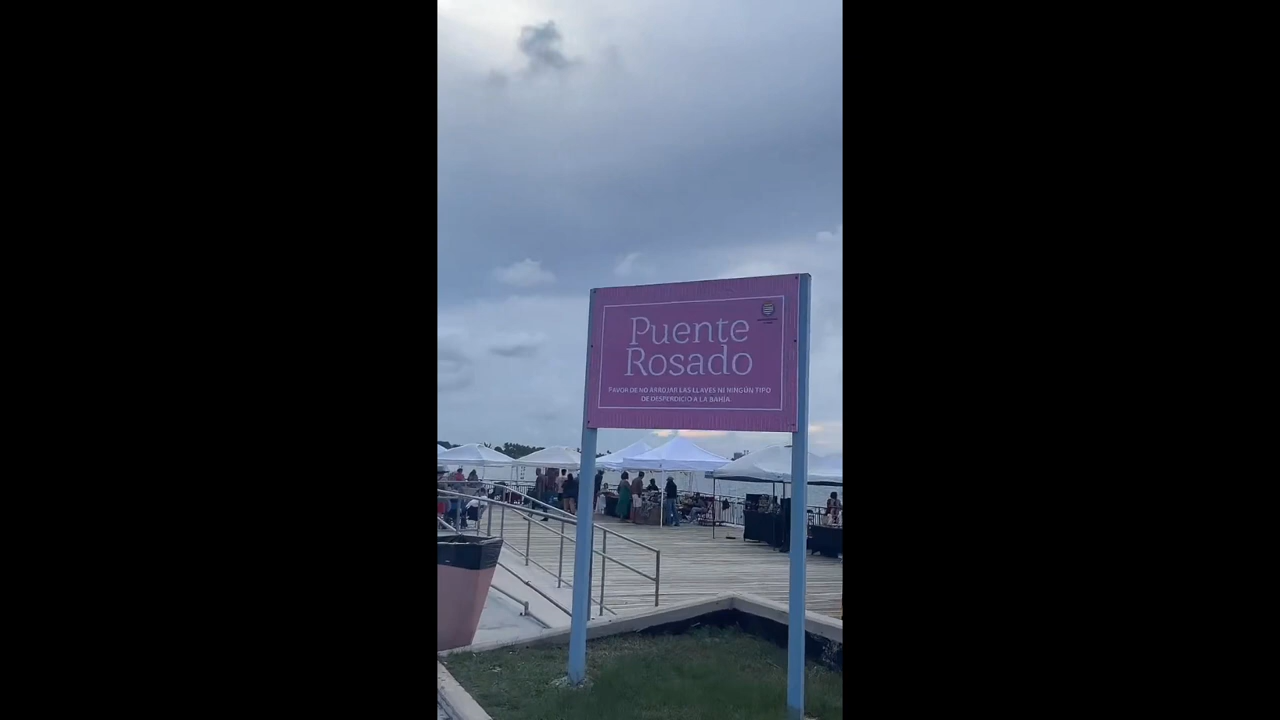 Puente
Rosado
FAVOR DE NO ARROJAR LAS LLAVES NI NINGÚN TIPO
DE DESPERDICIO A LA BAHÍA